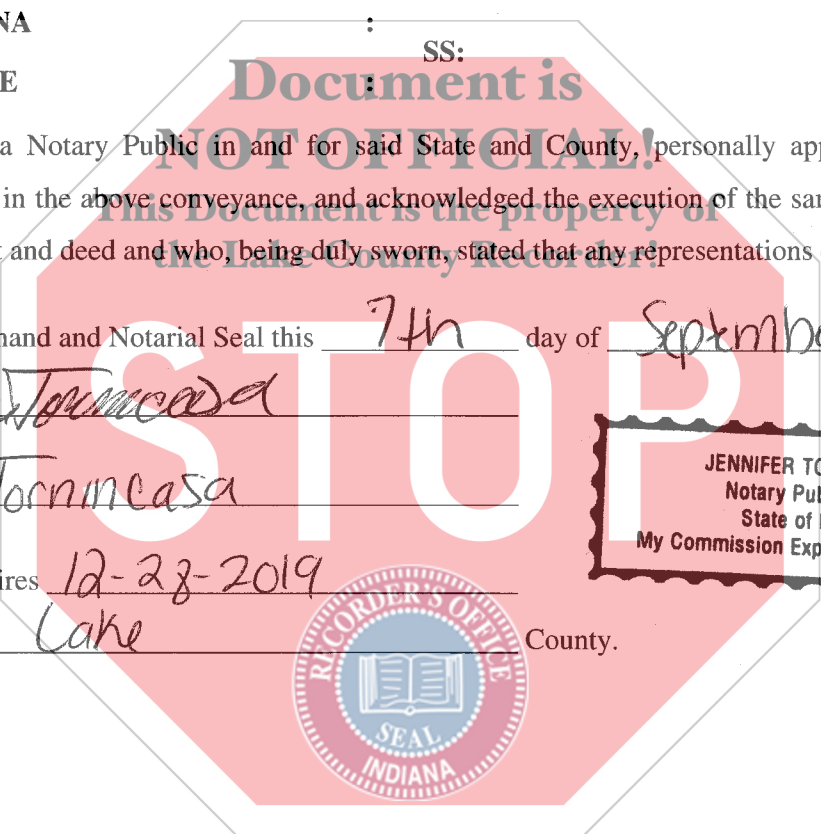 NA :
SS:
E :
Document is
NOT OFFICIAL!
This Document is the property of
the Lake County Recorder!
a Notary Public in and for said State and County, personally app
in the above conveyance, and acknowledged the execution of the sa
t and deed and who, being duly sworn, stated that any representations
hand and Notarial Seal this 7th day of Septemb
Tornincasa
Tornincasa
JENNIFER TO
Notary Pub
State of
My Commission Exp
ires 12-28-2019
Lake County.
STOP
RECORDER'S OFFICE
SEAL
INDIANA